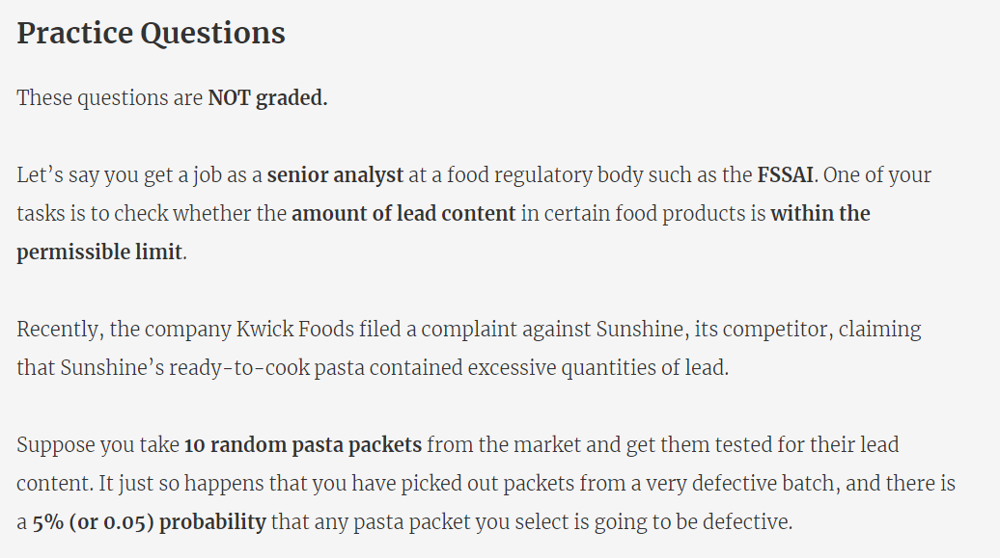 Practice Questions
These questions are NOT graded.
Let’s say you get a job as a senior analyst at a food regulatory body such as the FSSAI. One of your
tasks is to check whether the amount of lead content in certain food products is within the
permissible limit.
Recently, the company Kwick Foods filed a complaint against Sunshine, its competitor, claiming
that Sunshine’s ready-to-cook pasta contained excessive quantities of lead.
Suppose you take 10 random pasta packets from the market and get them tested for their lead
content. It just so happens that you have picked out packets from a very defective batch, and there is
a 5% (or 0.05) probability that any pasta packet you select is going to be defective.